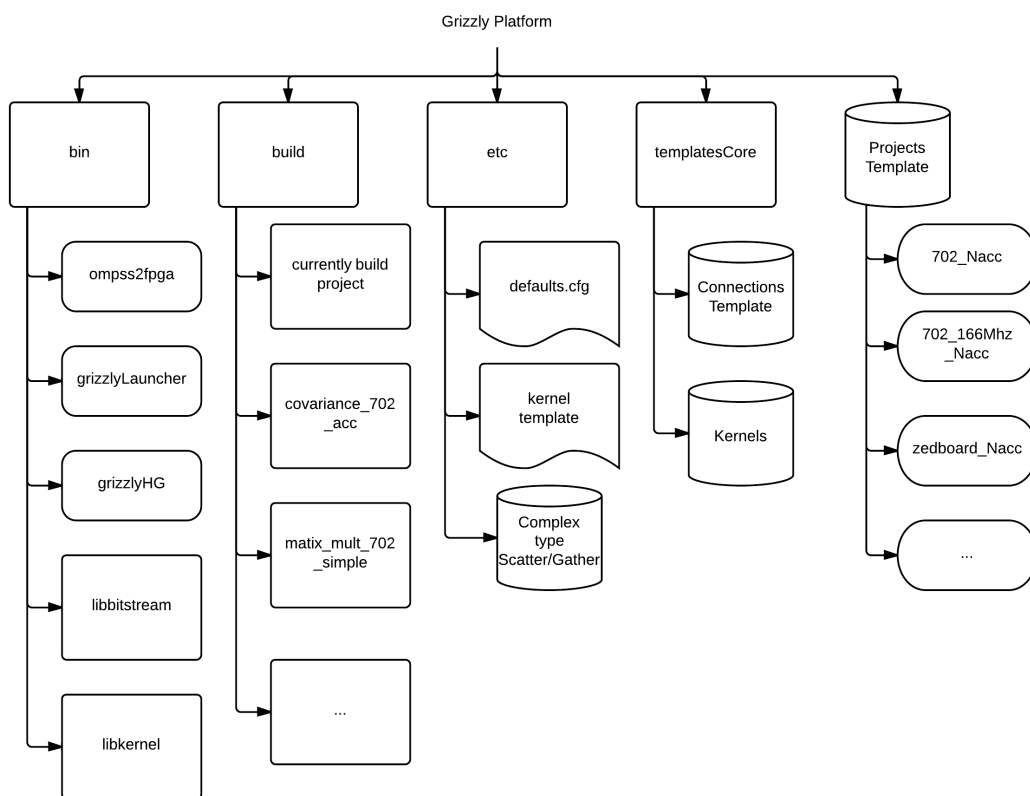 Grizzly Platform
bin
build
etc
templatesCore
Projects
Template
ompss2fpga
grizzlyLauncher
grizzlyHG
libbitstream
libkernel
currently build
project
covariance_702
_acc
matix_mult_702
_simple
...
defaults.cfg
kernel
template
Complex
type
Scatter/Gather
Connections
Template
Kernels
702_Nacc
702_166Mhz
_Nacc
zedboard_Nacc
...